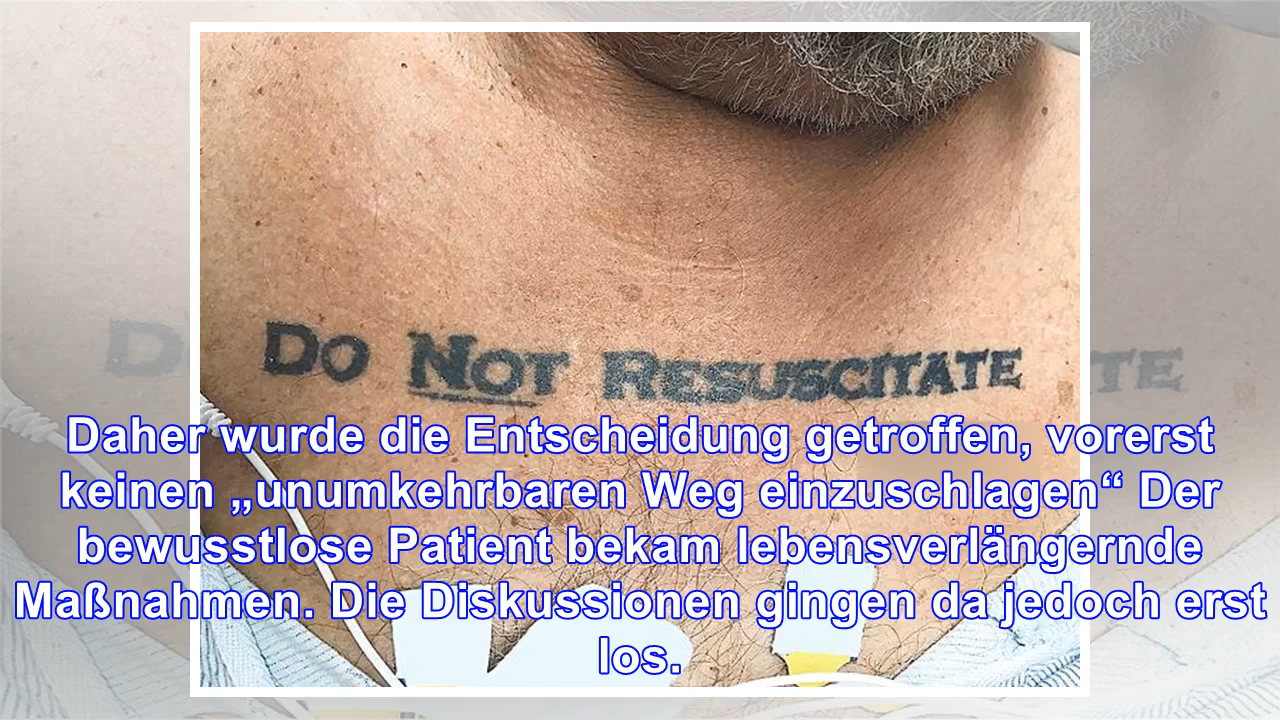 Do Not Resuscitate
Daher wurde die Entscheidung getroffen, vorerst
keinen „unumkehrbaren Weg einzuschlagen“ Der
bewusstlose Patient bekam lebensverlängernde
Maßnahmen. Die Diskussionen gingen da jedoch erst
los.